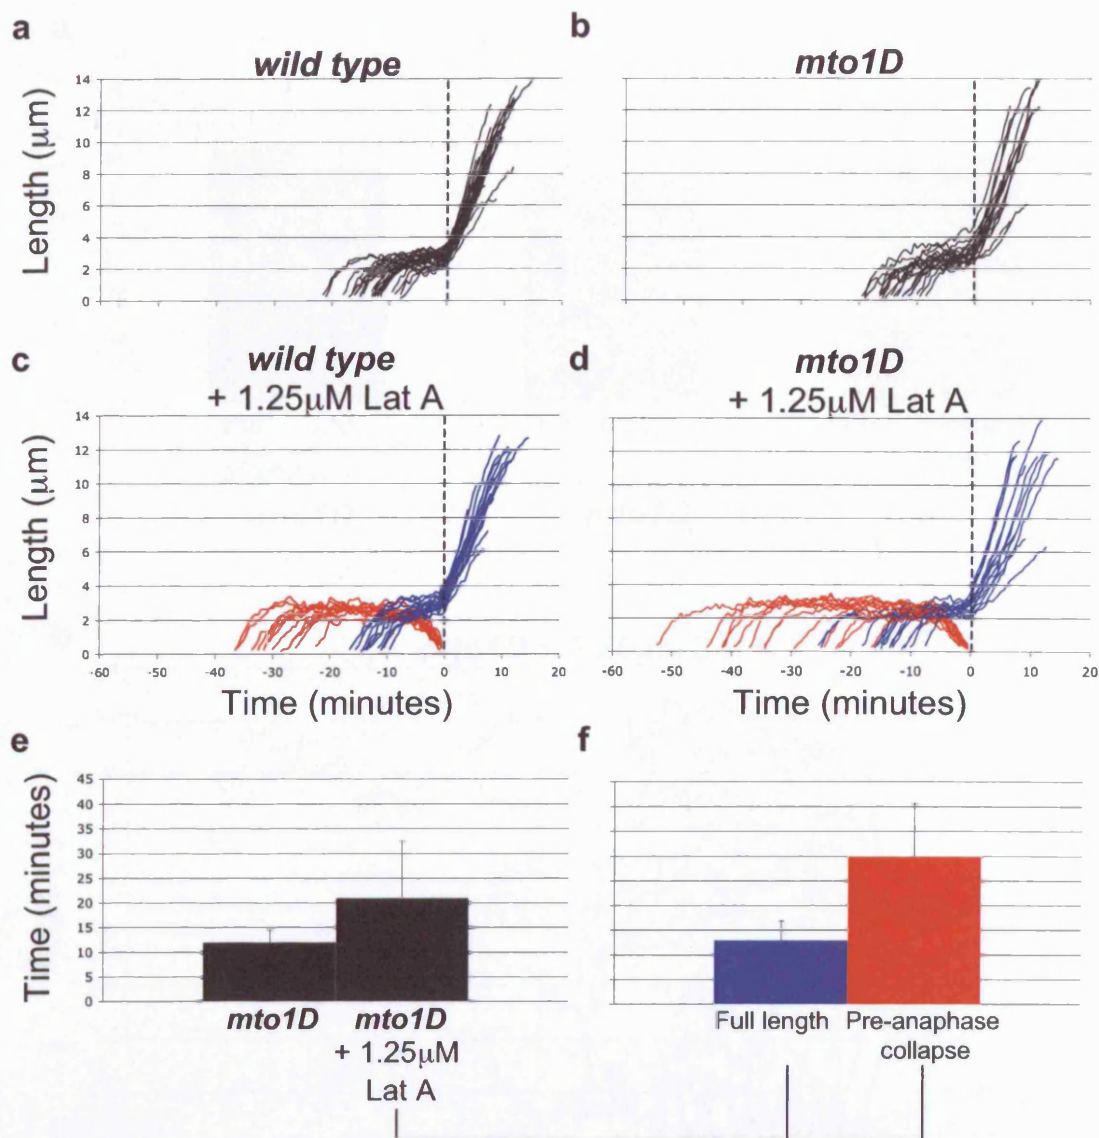 a
b
wild type
mto1D
Length (μm)
14
12
10
8
6
4
2
0
c
d
wild type
+ 1.25μM Lat A
mto1D
+ 1.25μM Lat A
Length (μm)
14
12
10
8
6
4
2
0
-60 -50 -40 -30 -20 -10 0 10 20
-60 -50 -40 -30 -20 -10 0 10 20
Time (minutes)
Time (minutes)
e
f
Time (minutes)
45
40
35
30
25
20
15
10
5
0
mto1D
mto1D
+ 1.25μM
Lat A
Full length
Pre-anaphase
collapse